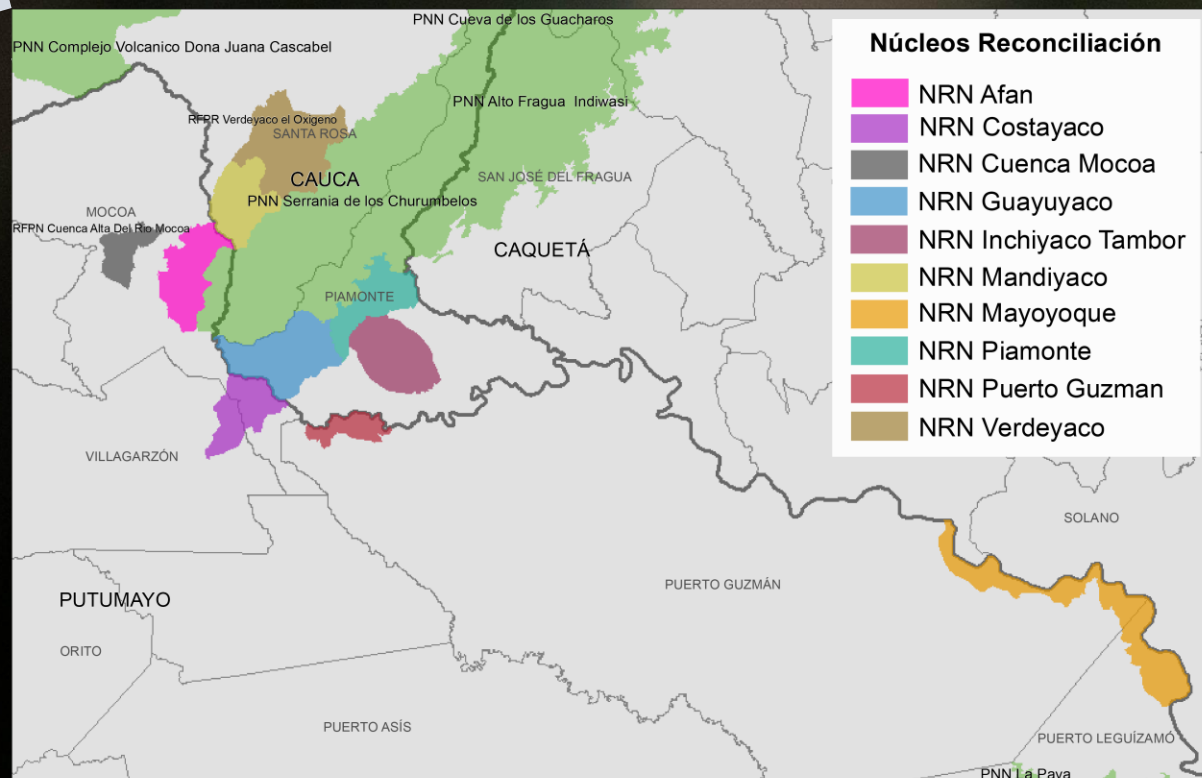 PNN Cueva de los Guacharos
PNN Complejo Volcanico Dona Juana Cascabel
PNN Alto Fragua Indiwasi
RFPR Verdeyaco el Oxigeno
SANTA ROSA
CAUCA
SAN JOSÉ DEL FRAGUA
PNN Serrania de los Churumbelos
MOCOA
RFPN Cuenca Alta Del Rio Mocoa
CAQUETÁ
PIAMONTE
VILLAGARZÓN
SOLANO
PUERTO GUZMÁN
PUTUMAYO
ORITO
PUERTO ASÍS
PUERTO LEGUÍZAMÓ
PNN La Paya
Núcleos Reconciliación
NRN Afan
NRN Costayaco
NRN Cuenca Mocoa
NRN Guayuyaco
NRN Inchiyaco Tambor
NRN Mandiyaco
NRN Mayoyoque
NRN Piamonte
NRN Puerto Guzman
NRN Verdeyaco